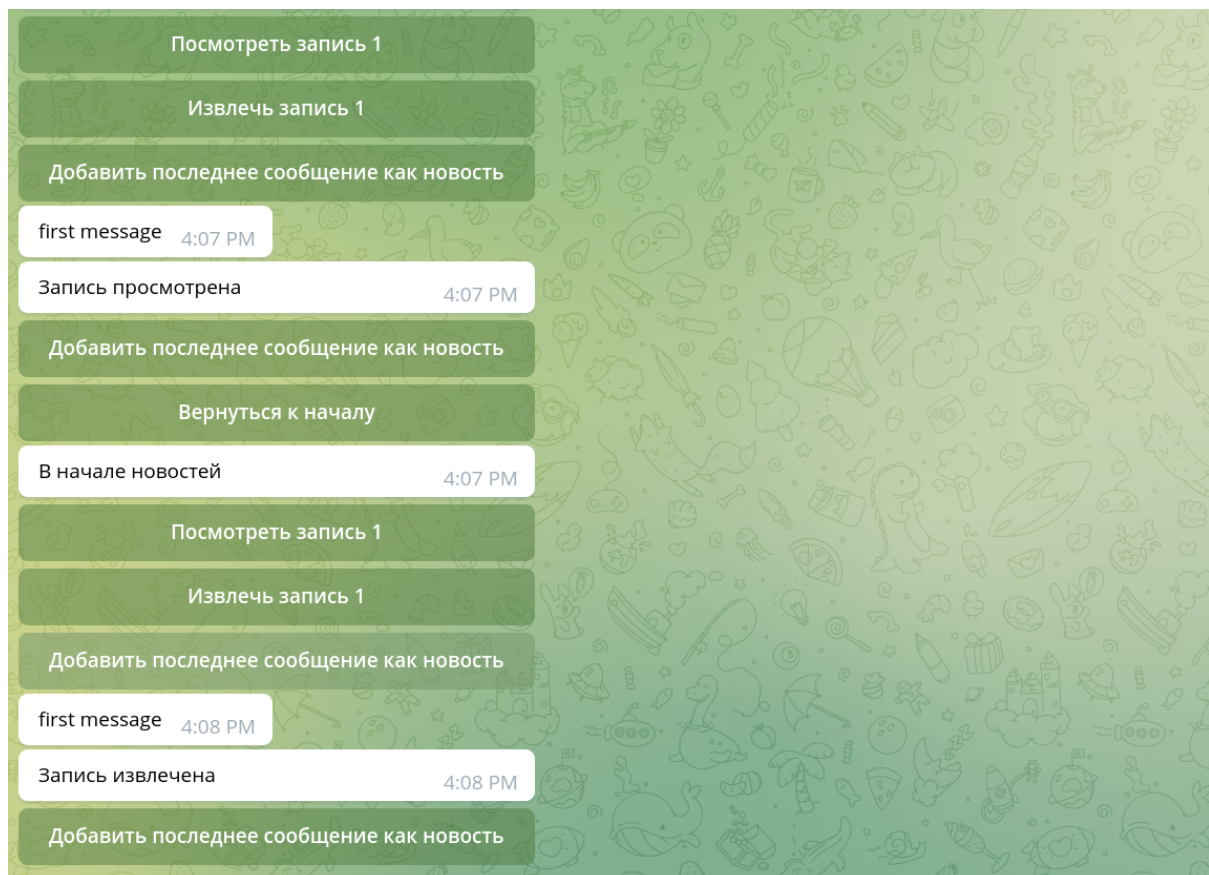 Посмотреть запись 1
Извлечь запись 1
Добавить последнее сообщение как новость
first message 4:07 PM
Запись просмотрена 4:07 PM
Добавить последнее сообщение как новость
Вернуться к началу
В начале новостей 4:07 PM
Посмотреть запись 1
Извлечь запись 1
Добавить последнее сообщение как новость
first message 4:08 PM
Запись извлечена 4:08 PM
Добавить последнее сообщение как новость